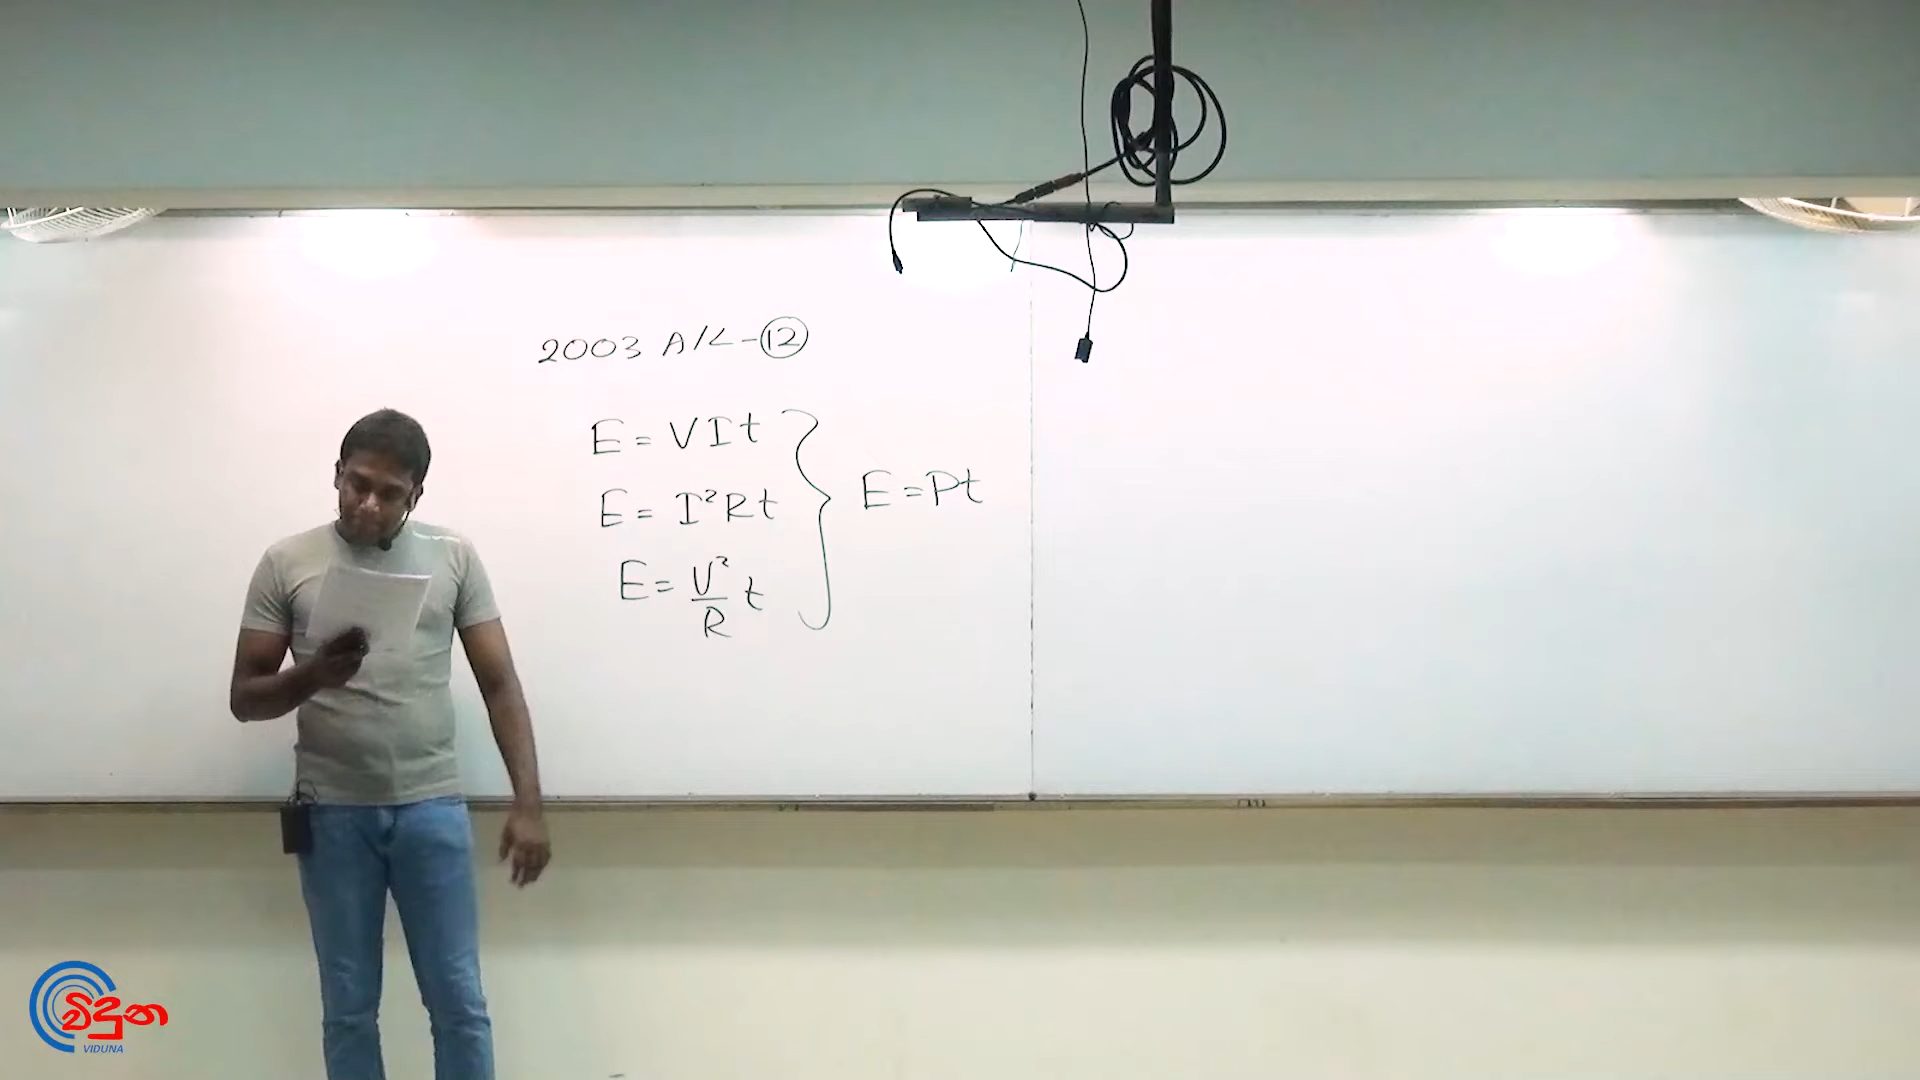 2003 A/L - 12
E = VIt
E = I²Rt
E = V²/R t
E = Pt
විදුන
VIDUNA